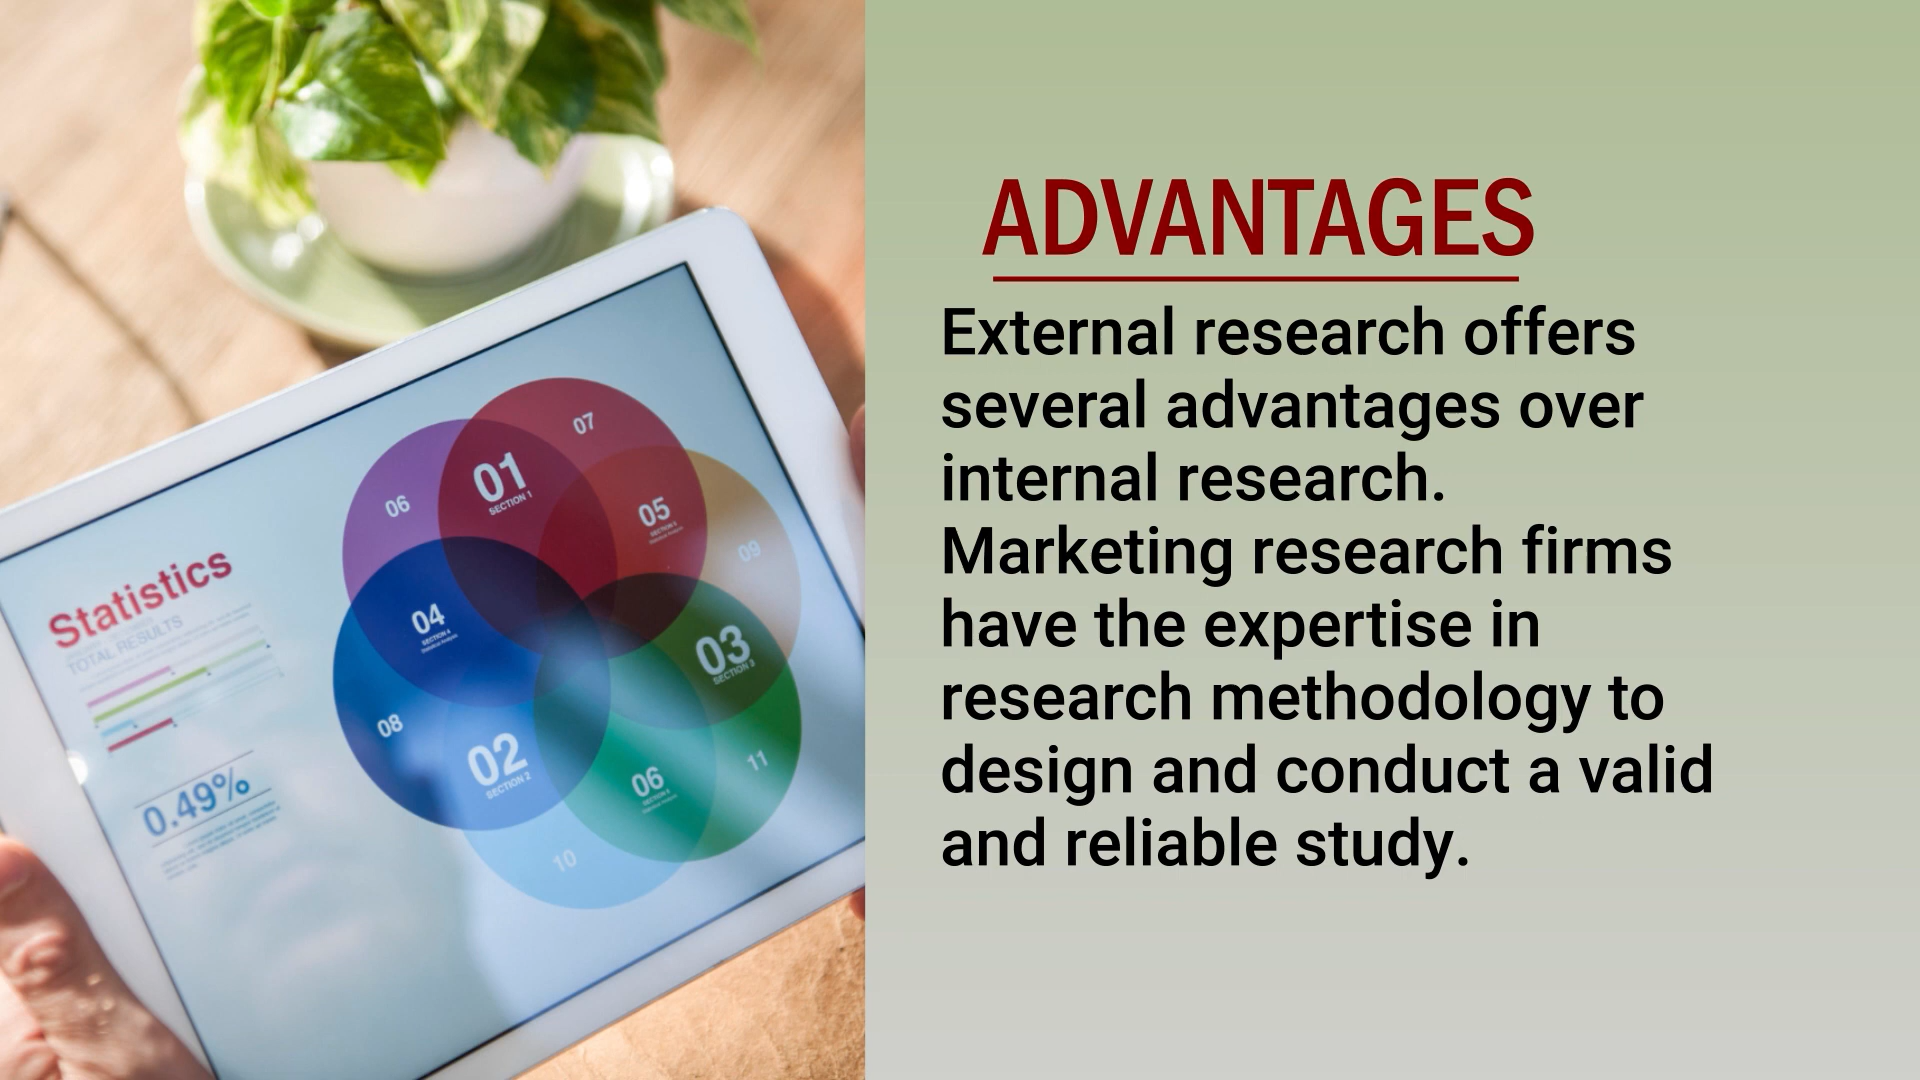 ADVANTAGES
External research offers
several advantages over
internal research.
Marketing research firms
have the expertise in
research methodology to
design and conduct a valid
and reliable study.
Statistics
TOTAL RESULTS
0.49%
07
01
SECTION 1
06
05
09
04
SECTION 4
03
SECTION 3
08
02
SECTION 2
06
11
10